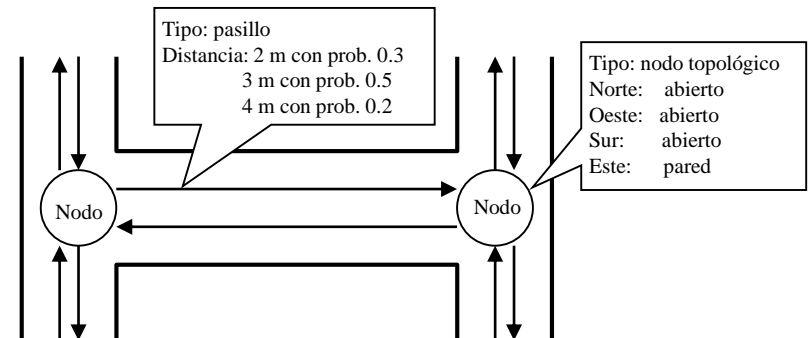 Tipo: pasillo
Distancia: 2 m con prob. 0.3
3 m con prob. 0.5
4 m con prob. 0.2
Tipo: nodo topológico
Norte: abierto
Oeste: abierto
Sur: abierto
Este: pared
Nodo
Nodo